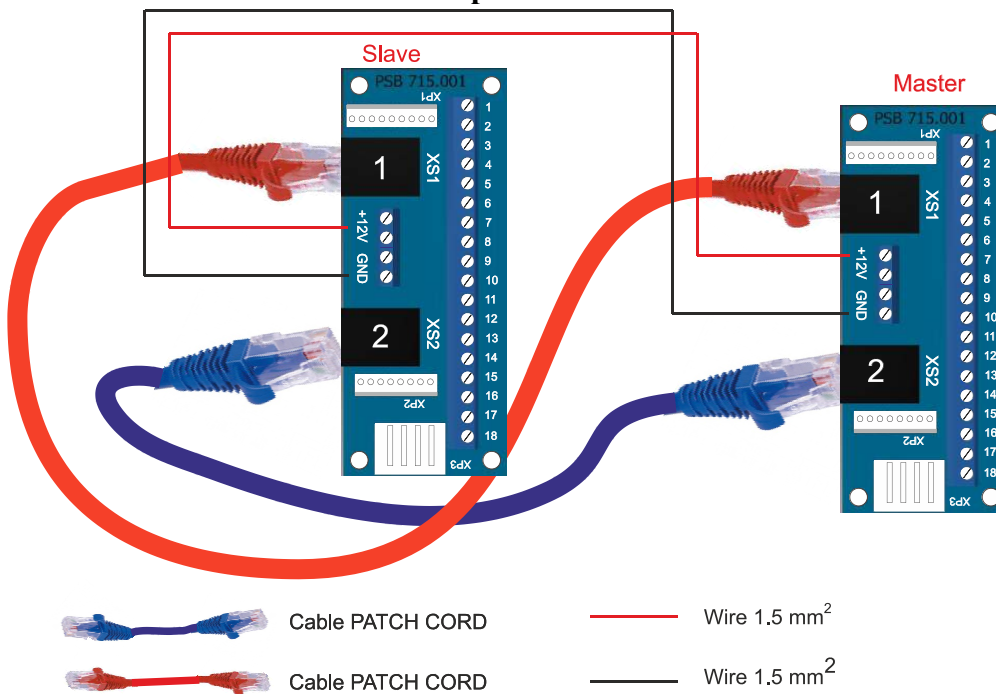 Slave
PSB 715.001
XP1
1
2
3
4
5
6
7
8
9
10
11
12
13
14
15
16
17
18
1
XS1
+12V
GND
2
XS2
XP2
XP3
Master
PSB 715.001
XP1
1
2
3
4
5
6
7
8
9
10
11
12
13
14
15
16
17
18
1
XS1
+12V
GND
2
XS2
XP2
XP3
Cable PATCH CORD
Wire 1.5 mm²
Cable PATCH CORD
Wire 1.5 mm²